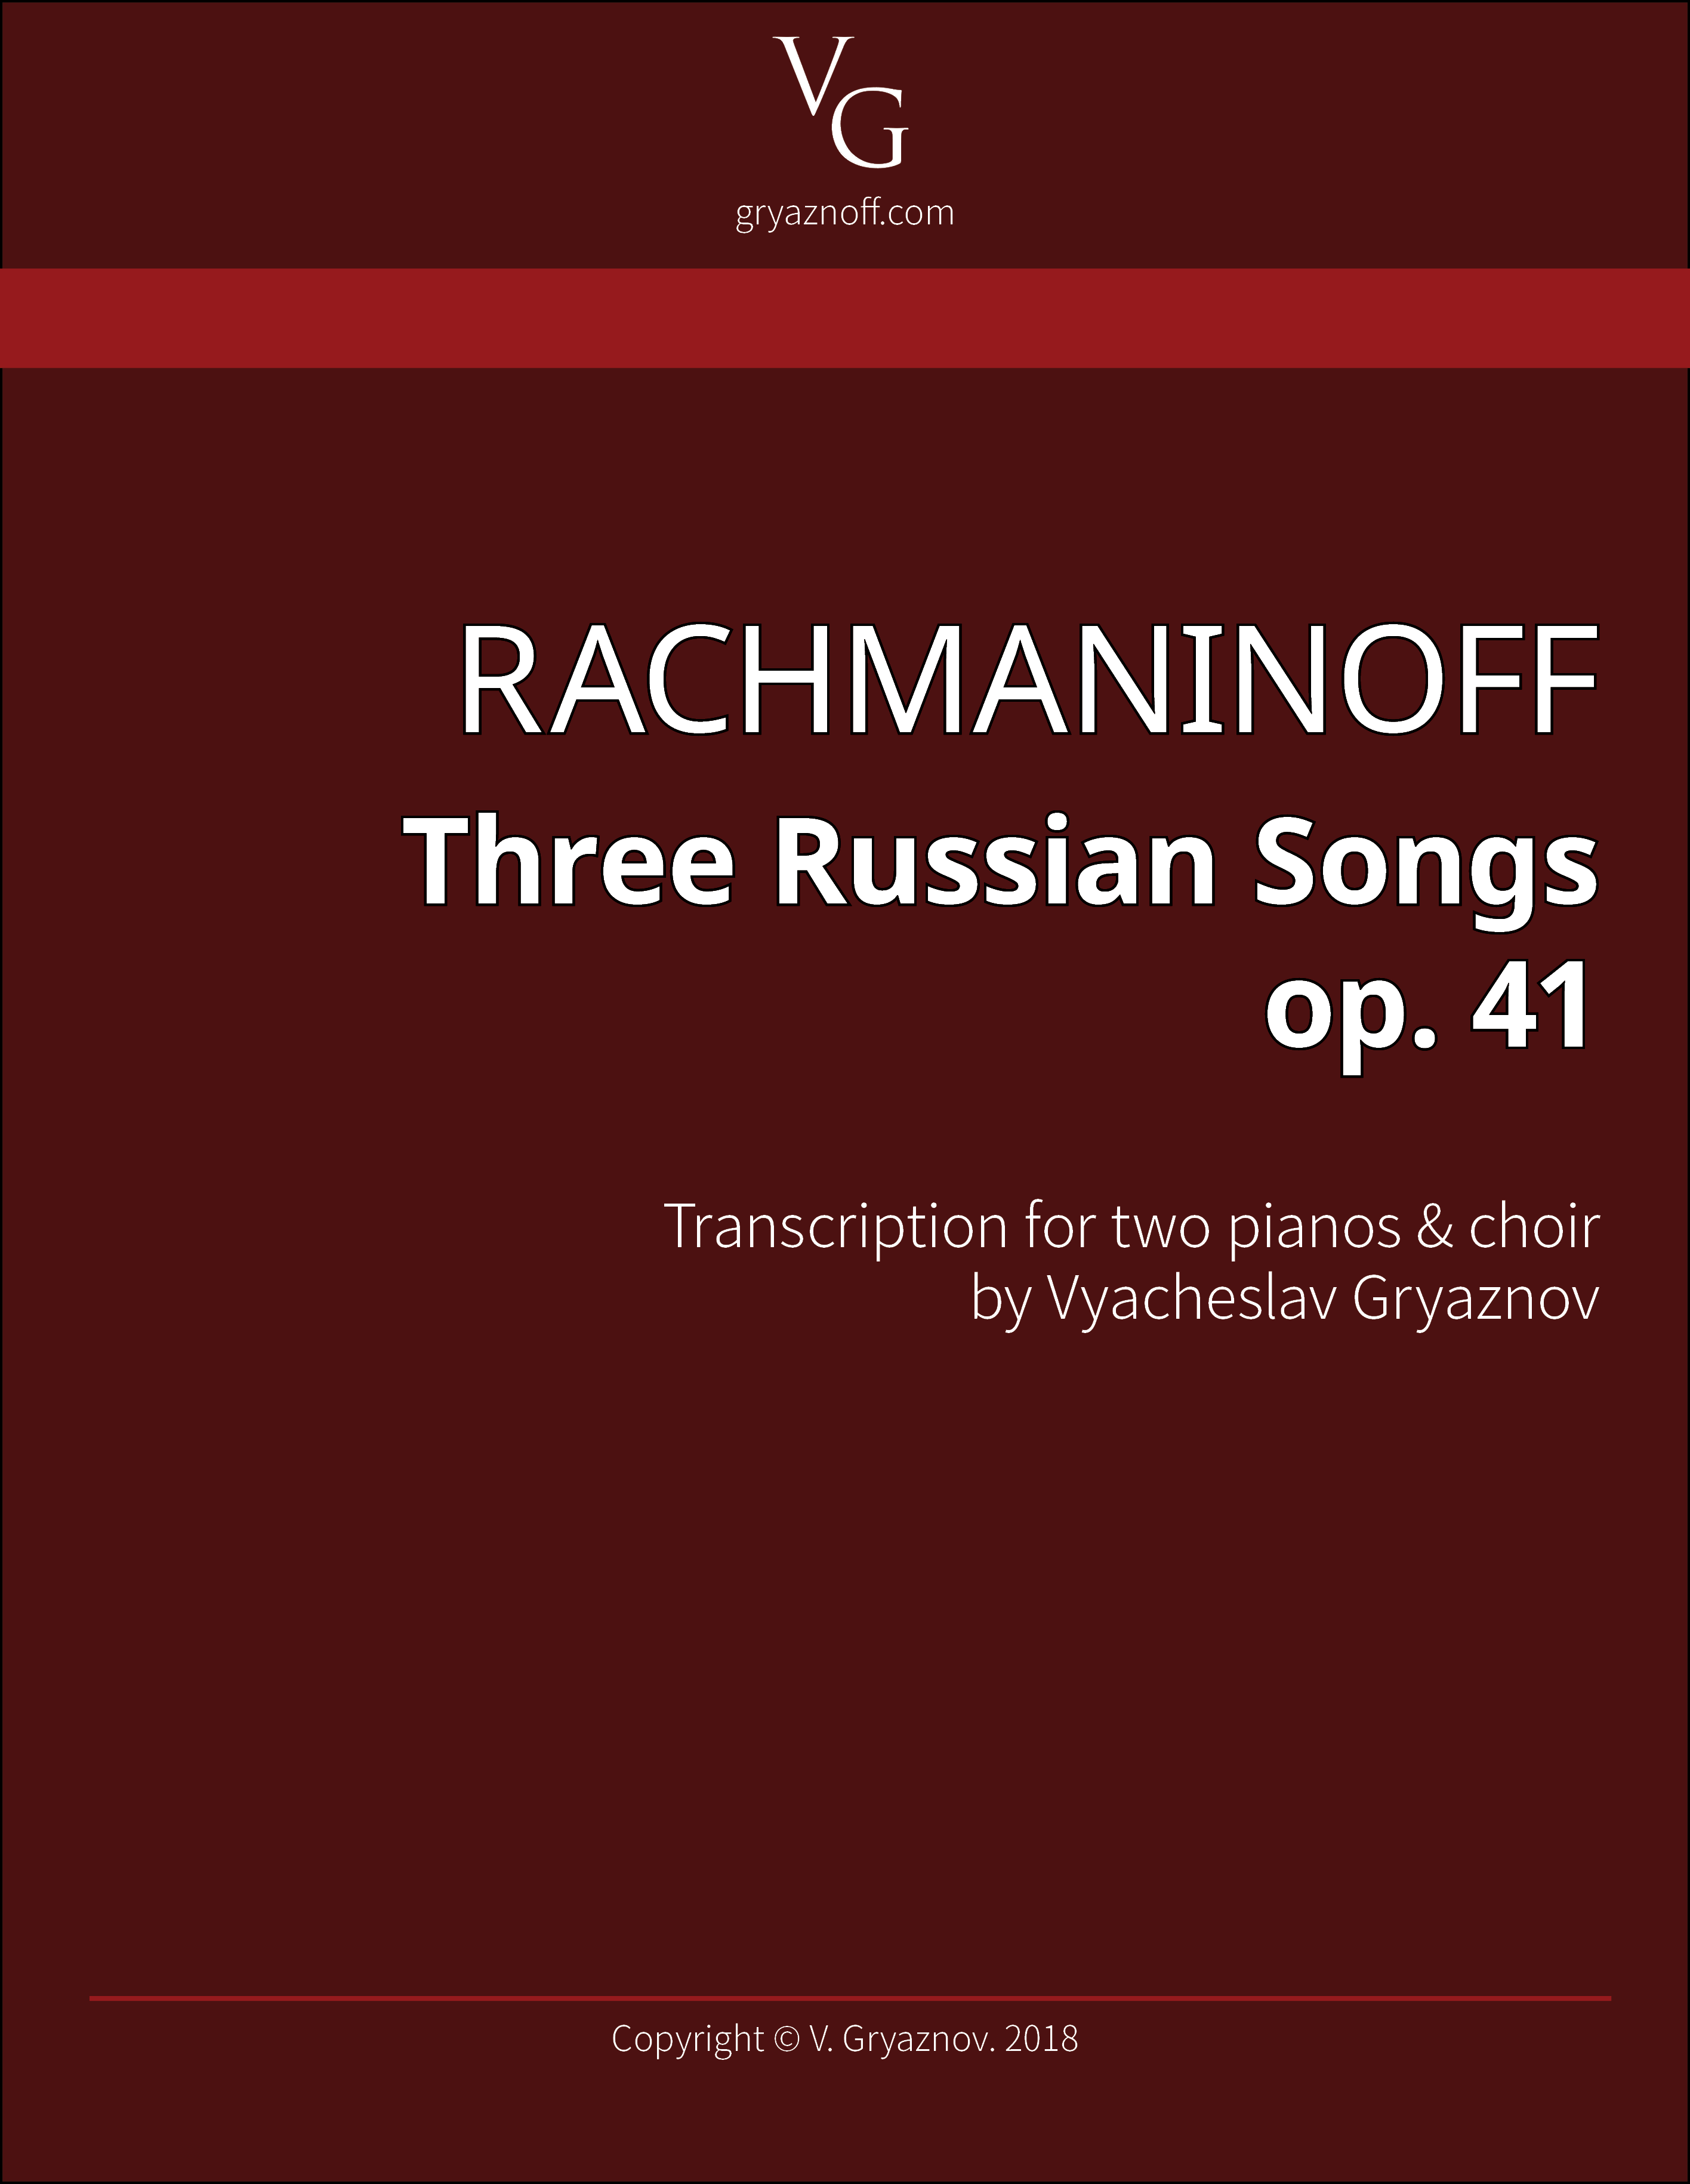 VG
gryaznoff.com
RACHMANINOFF
Three Russian Songs
op. 41
Transcription for two pianos & choir
by Vyacheslav Gryaznov
Copyright © V. Gryaznov. 2018